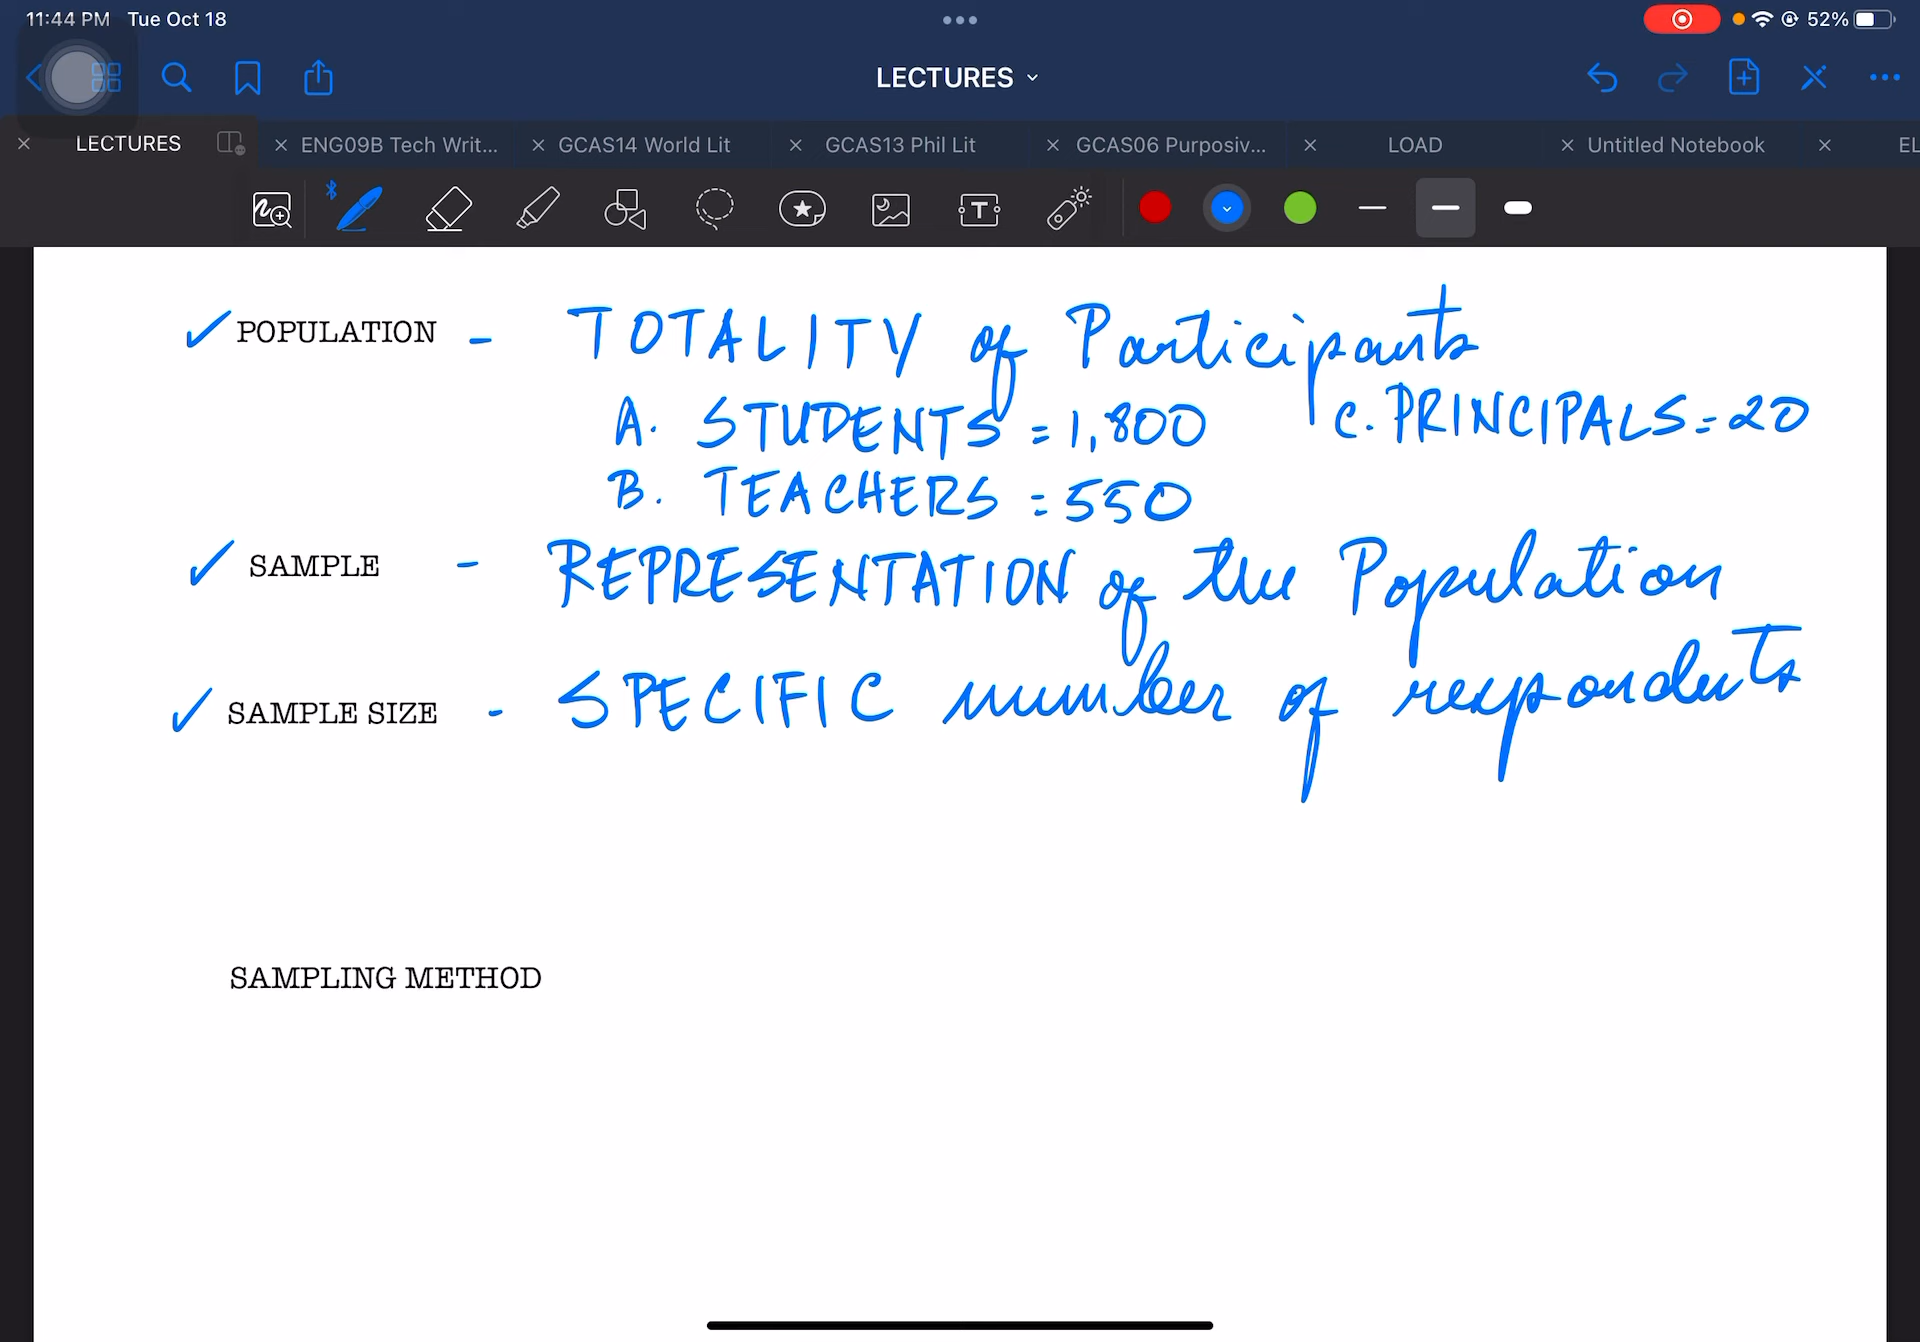 11:44 PM Tue Oct 18 52%
LECTURES
LECTURES ENG09B Tech Writ... GCAS14 World Lit GCAS13 Phil Lit GCAS06 Purposiv... LOAD Untitled Notebook EL
T
POPULATION - TOTALITY of Participants
A. STUDENTS = 1,800 C. PRINCIPALS = 20
B. TEACHERS = 550
SAMPLE - REPRESENTATION of the Population
SAMPLE SIZE - SPECIFIC number of respondents
SAMPLING METHOD